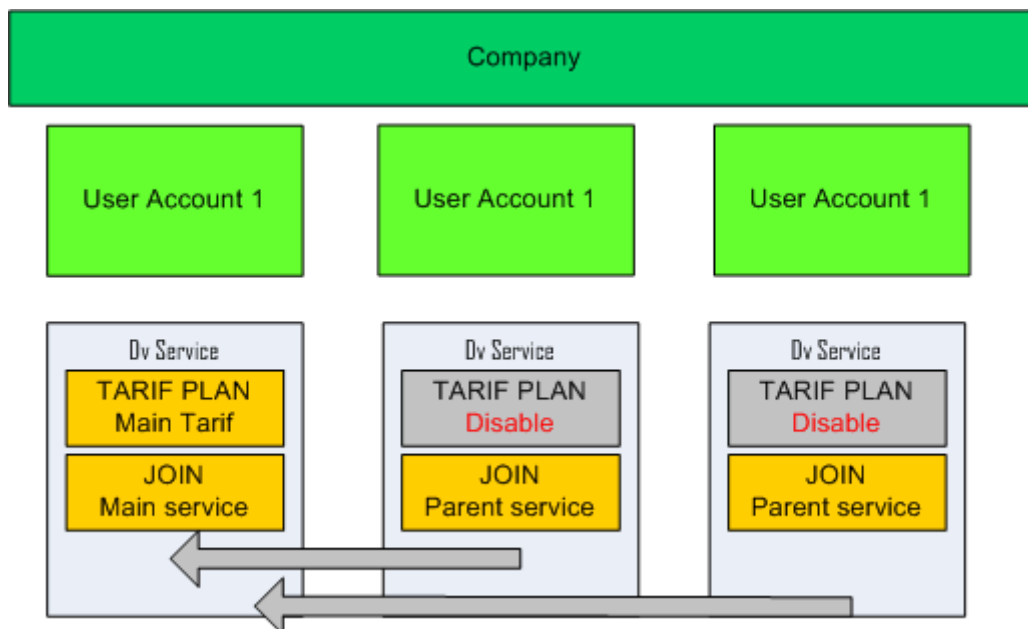 Company
User Account 1
User Account 1
User Account 1
Dv Service
TARIF PLAN
Main Tarif
JOIN
Main service
Dv Service
TARIF PLAN
Disable
JOIN
Parent service
Dv Service
TARIF PLAN
Disable
JOIN
Parent service